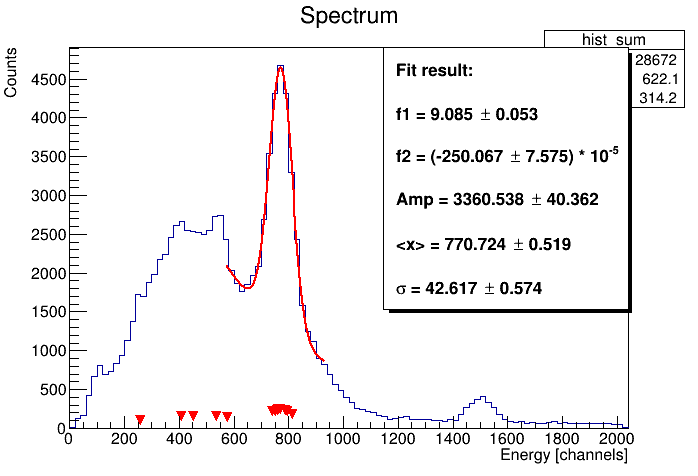 Spectrum
hist_sum
28672
622.1
314.2
Fit result:
f1 = 9.085 ± 0.053
f2 = (-250.067 ± 7.575) * 10^-5
Amp = 3360.538 ± 40.362
<x> = 770.724 ± 0.519
σ = 42.617 ± 0.574
Counts
4500
4000
3500
3000
2500
2000
1500
1000
500
0
0 200 400 600 800 1000 1200 1400 1600 1800 2000
Energy [channels]